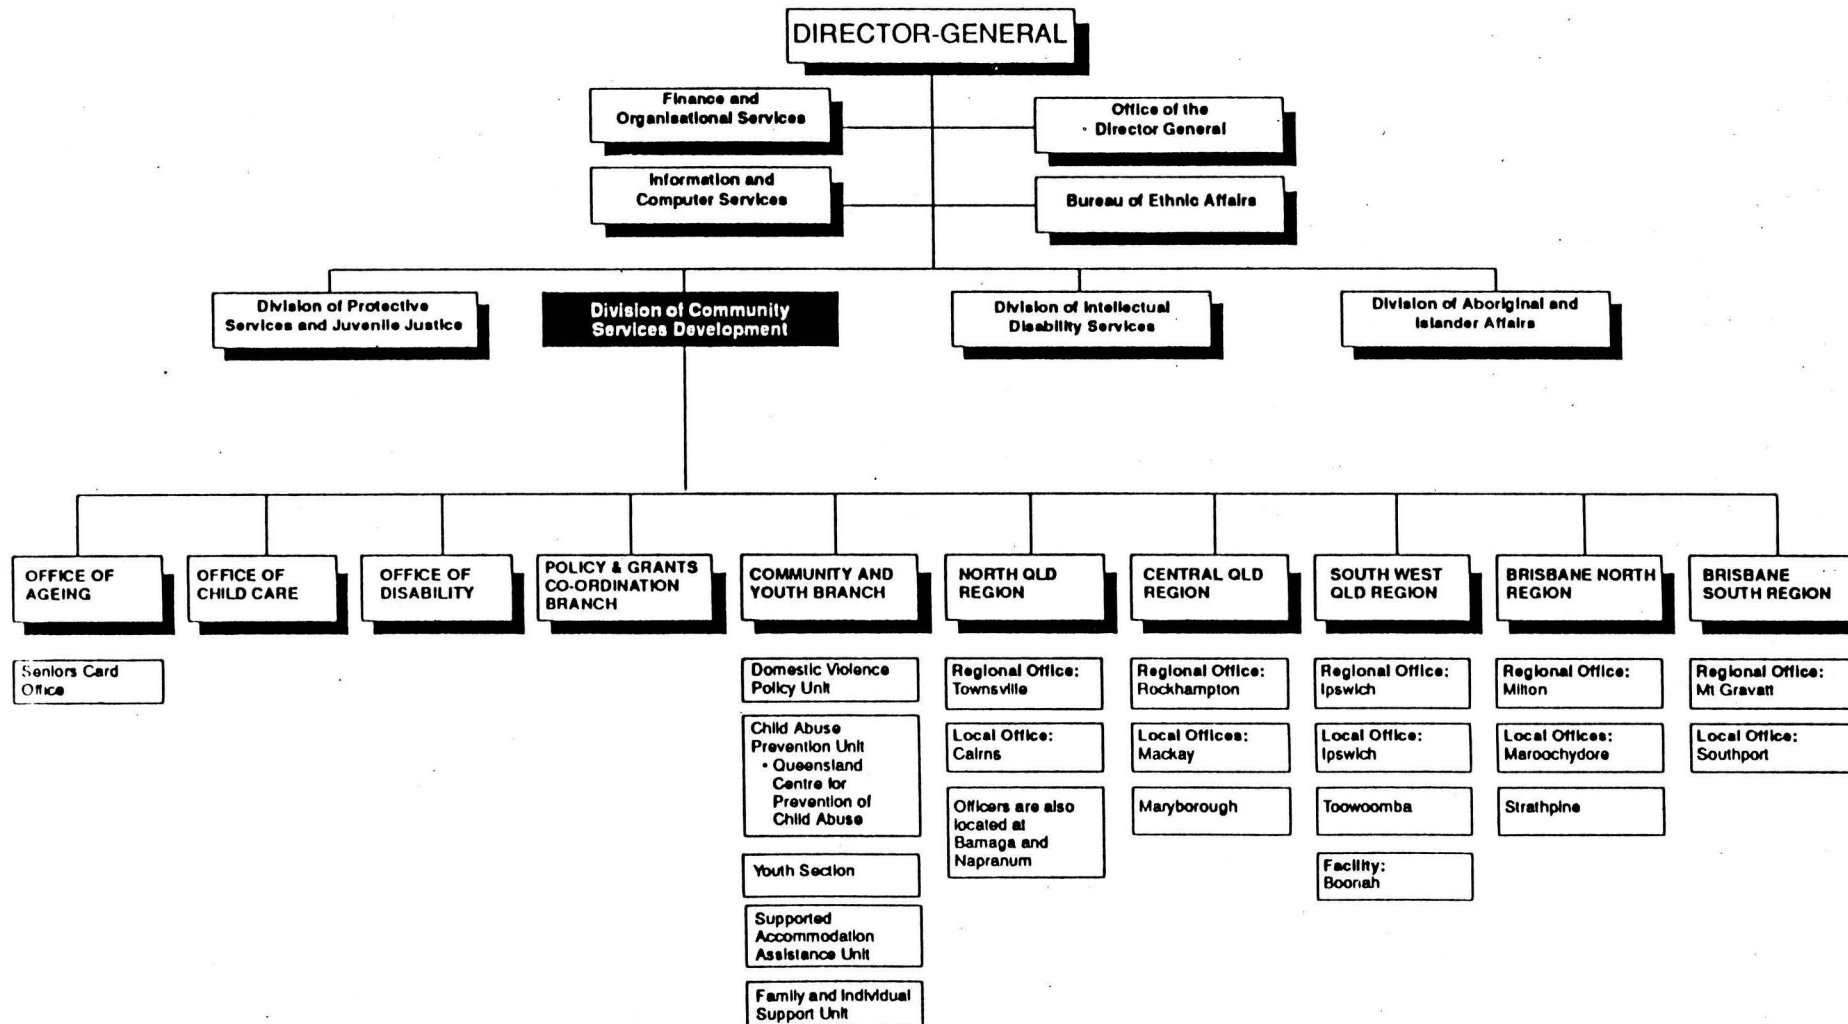 DIRECTOR-GENERAL
Finance and
Organisational Services
Office of the
Director General
Information and
Computer Services
Bureau of Ethnic Affairs
Division of Protective
Services and Juvenile Justice
Division of Community
Services Development
Division of Intellectual
Disability Services
Division of Aboriginal and
Islander Affairs
OFFICE OF
AGEING
Seniors Card
Office
OFFICE OF
CHILD CARE
OFFICE OF
DISABILITY
POLICY & GRANTS
CO-ORDINATION
BRANCH
COMMUNITY AND
YOUTH BRANCH
Domestic Violence
Policy Unit
Child Abuse
Prevention Unit
• Queensland
Centre for
Prevention of
Child Abuse
Youth Section
Supported
Accommodation
Assistance Unit
Family and Individual
Support Unit
NORTH QLD
REGION
Regional Office:
Townsville
Local Office:
Cairns
Officers are also
located at
Bamaga and
Napranum
CENTRAL QLD
REGION
Regional Office:
Rockhampton
Local Offices:
Mackay
Maryborough
SOUTH WEST
QLD REGION
Regional Office:
Ipswich
Local Office:
Ipswich
Toowoomba
Facility:
Boonah
BRISBANE NORTH
REGION
Regional Office:
Milton
Local Offices:
Maroochydore
Strathpine
BRISBANE
SOUTH REGION
Regional Office:
Mt Gravatt
Local Office:
Southport